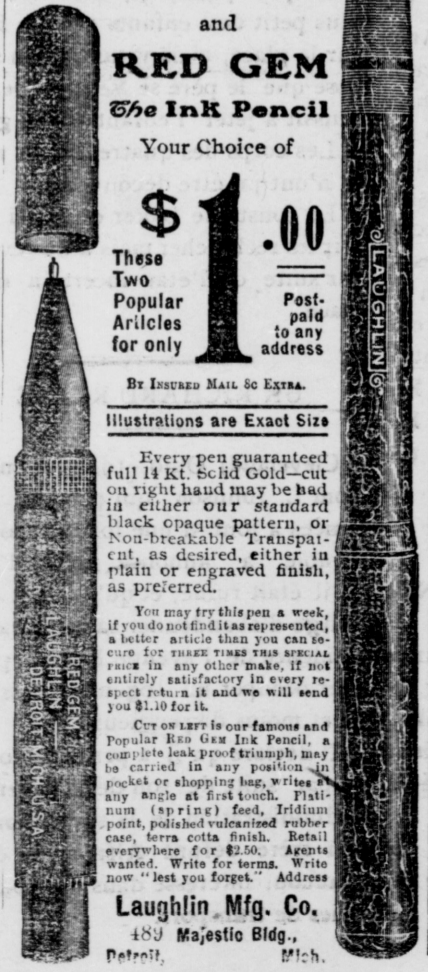 and
RED GEM
The Ink Pencil
Your Choice of
$1.00
These
Two
Popular
Articles
for only
Post-
paid
to any
address
By Insured Mail 8c Extra.
Illustrations are Exact Size
Every pen guaranteed
full 14 Kt. Solid Gold—cut
on right hand may be had
in either our standard
black opaque pattern, or
Non-breakable Transpar-
ent, as desired, either in
plain or engraved finish,
as preferred.
You may try this pen a week,
if you do not find it as represented,
a better article than you can se-
cure for THREE TIMES THIS SPECIAL
PRICE in any other make, if not
entirely satisfactory in every re-
spect return it and we will send
you $1.10 for it.
Cut on left is our famous and
Popular Red Gem Ink Pencil, a
complete leak proof triumph, may
be carried in any position in
pocket or shopping bag, writes at
any angle at first touch. Plati-
num (spring) feed, Iridium
point, polished vulcanized rubber
case, terra cotta finish. Retail
everywhere for $2.50. Agents
wanted. Write for terms. Write
now "lest you forget." Address
Laughlin Mfg. Co.
489 Majestic Bldg.,
Detroit, Mich.
RED GEM
LAUGHLIN
DETROIT, MICH. U.S.A.
LAUGHLIN